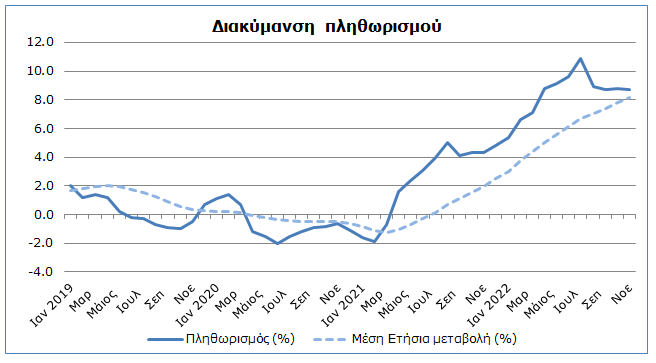 Διακύμανση πληθωρισμού
12.0
10.0
8.0
6.0
4.0
2.0
0.0
-2.0
-4.0
Ιαν 2019
Μαρ
Μάιος
Ιουλ
Σεπ
Νοε
Ιαν 2020
Μαρ
Μάιος
Ιουλ
Σεπ
Νοε
Ιαν 2021
Μαρ
Μάιος
Ιουλ
Σεπ
Νοε
Ιαν 2022
Μαρ
Μάιος
Ιουλ
Σεπ
Νοε
Πληθωρισμός (%)
Μέση Ετήσια μεταβολή (%)